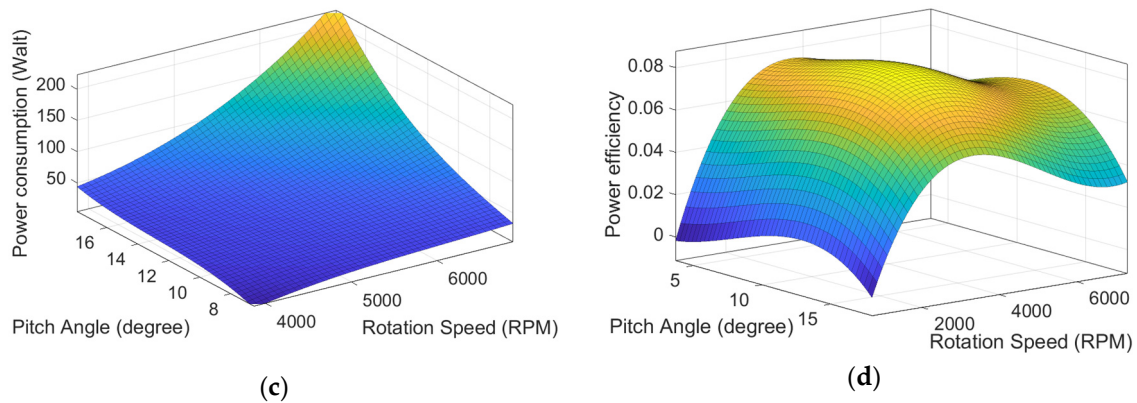 Power consumption (Walt)
200
150
100
50
16
14
12
10
8
Pitch Angle (degree)
4000
5000
6000
Rotation Speed (RPM)
(c)
Power efficiency
0.08
0.06
0.04
0.02
0
5
10
15
Pitch Angle (degree)
2000
4000
6000
Rotation Speed (RPM)
(d)